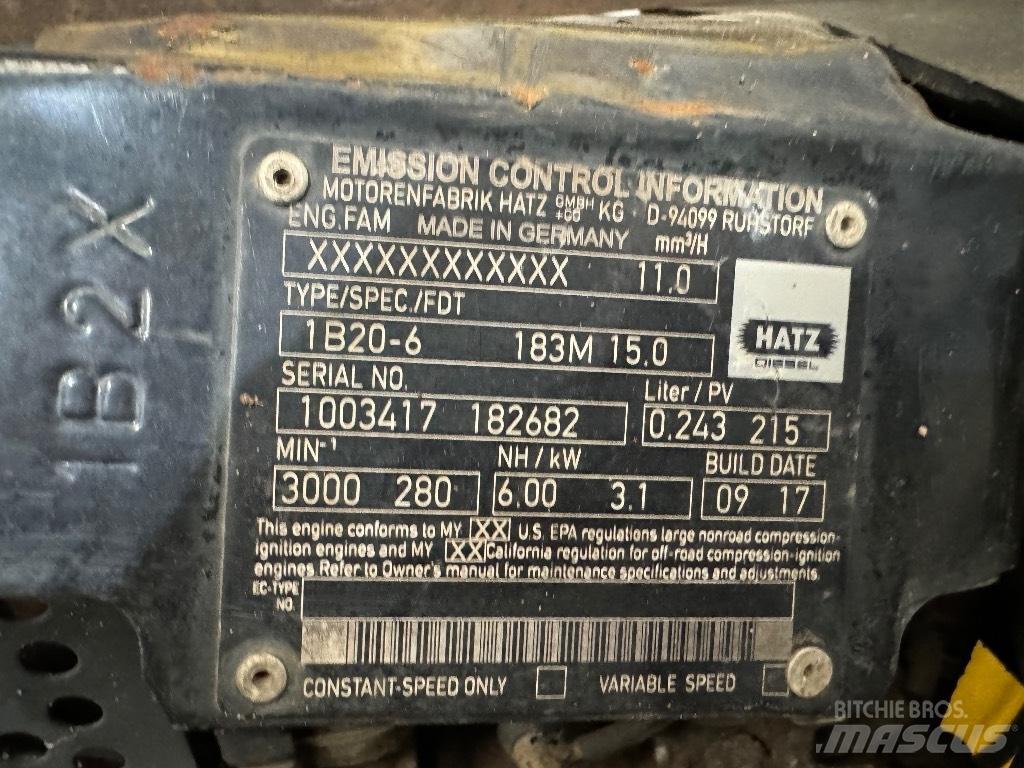 1B2X
EMISSION CONTROL INFORMATION
MOTORENFABRIK HATZ GMBH +CO KG · D-94099 RUHSTORF
ENG.FAM MADE IN GERMANY mm³/H
XXXXXXXXXXXX 11.0
TYPE/SPEC./FDT
1B20-6 183M 15.0
HATZ
DIESEL
SERIAL NO. Liter / PV
1003417 182682 0.243 215
MIN⁻¹ NH / kW BUILD DATE
3000 280 6.00 3.1 09 17
This engine conforms to MY XX U.S. EPA regulations large nonroad compression-
ignition engines and MY XX California regulation for off-road compression-ignition
engines. Refer to Owner's manual for maintenance specifications and adjustments.
EC-TYPE
NO.
CONSTANT-SPEED ONLY VARIABLE SPEED
RITCHIE BROS.
MASCUS